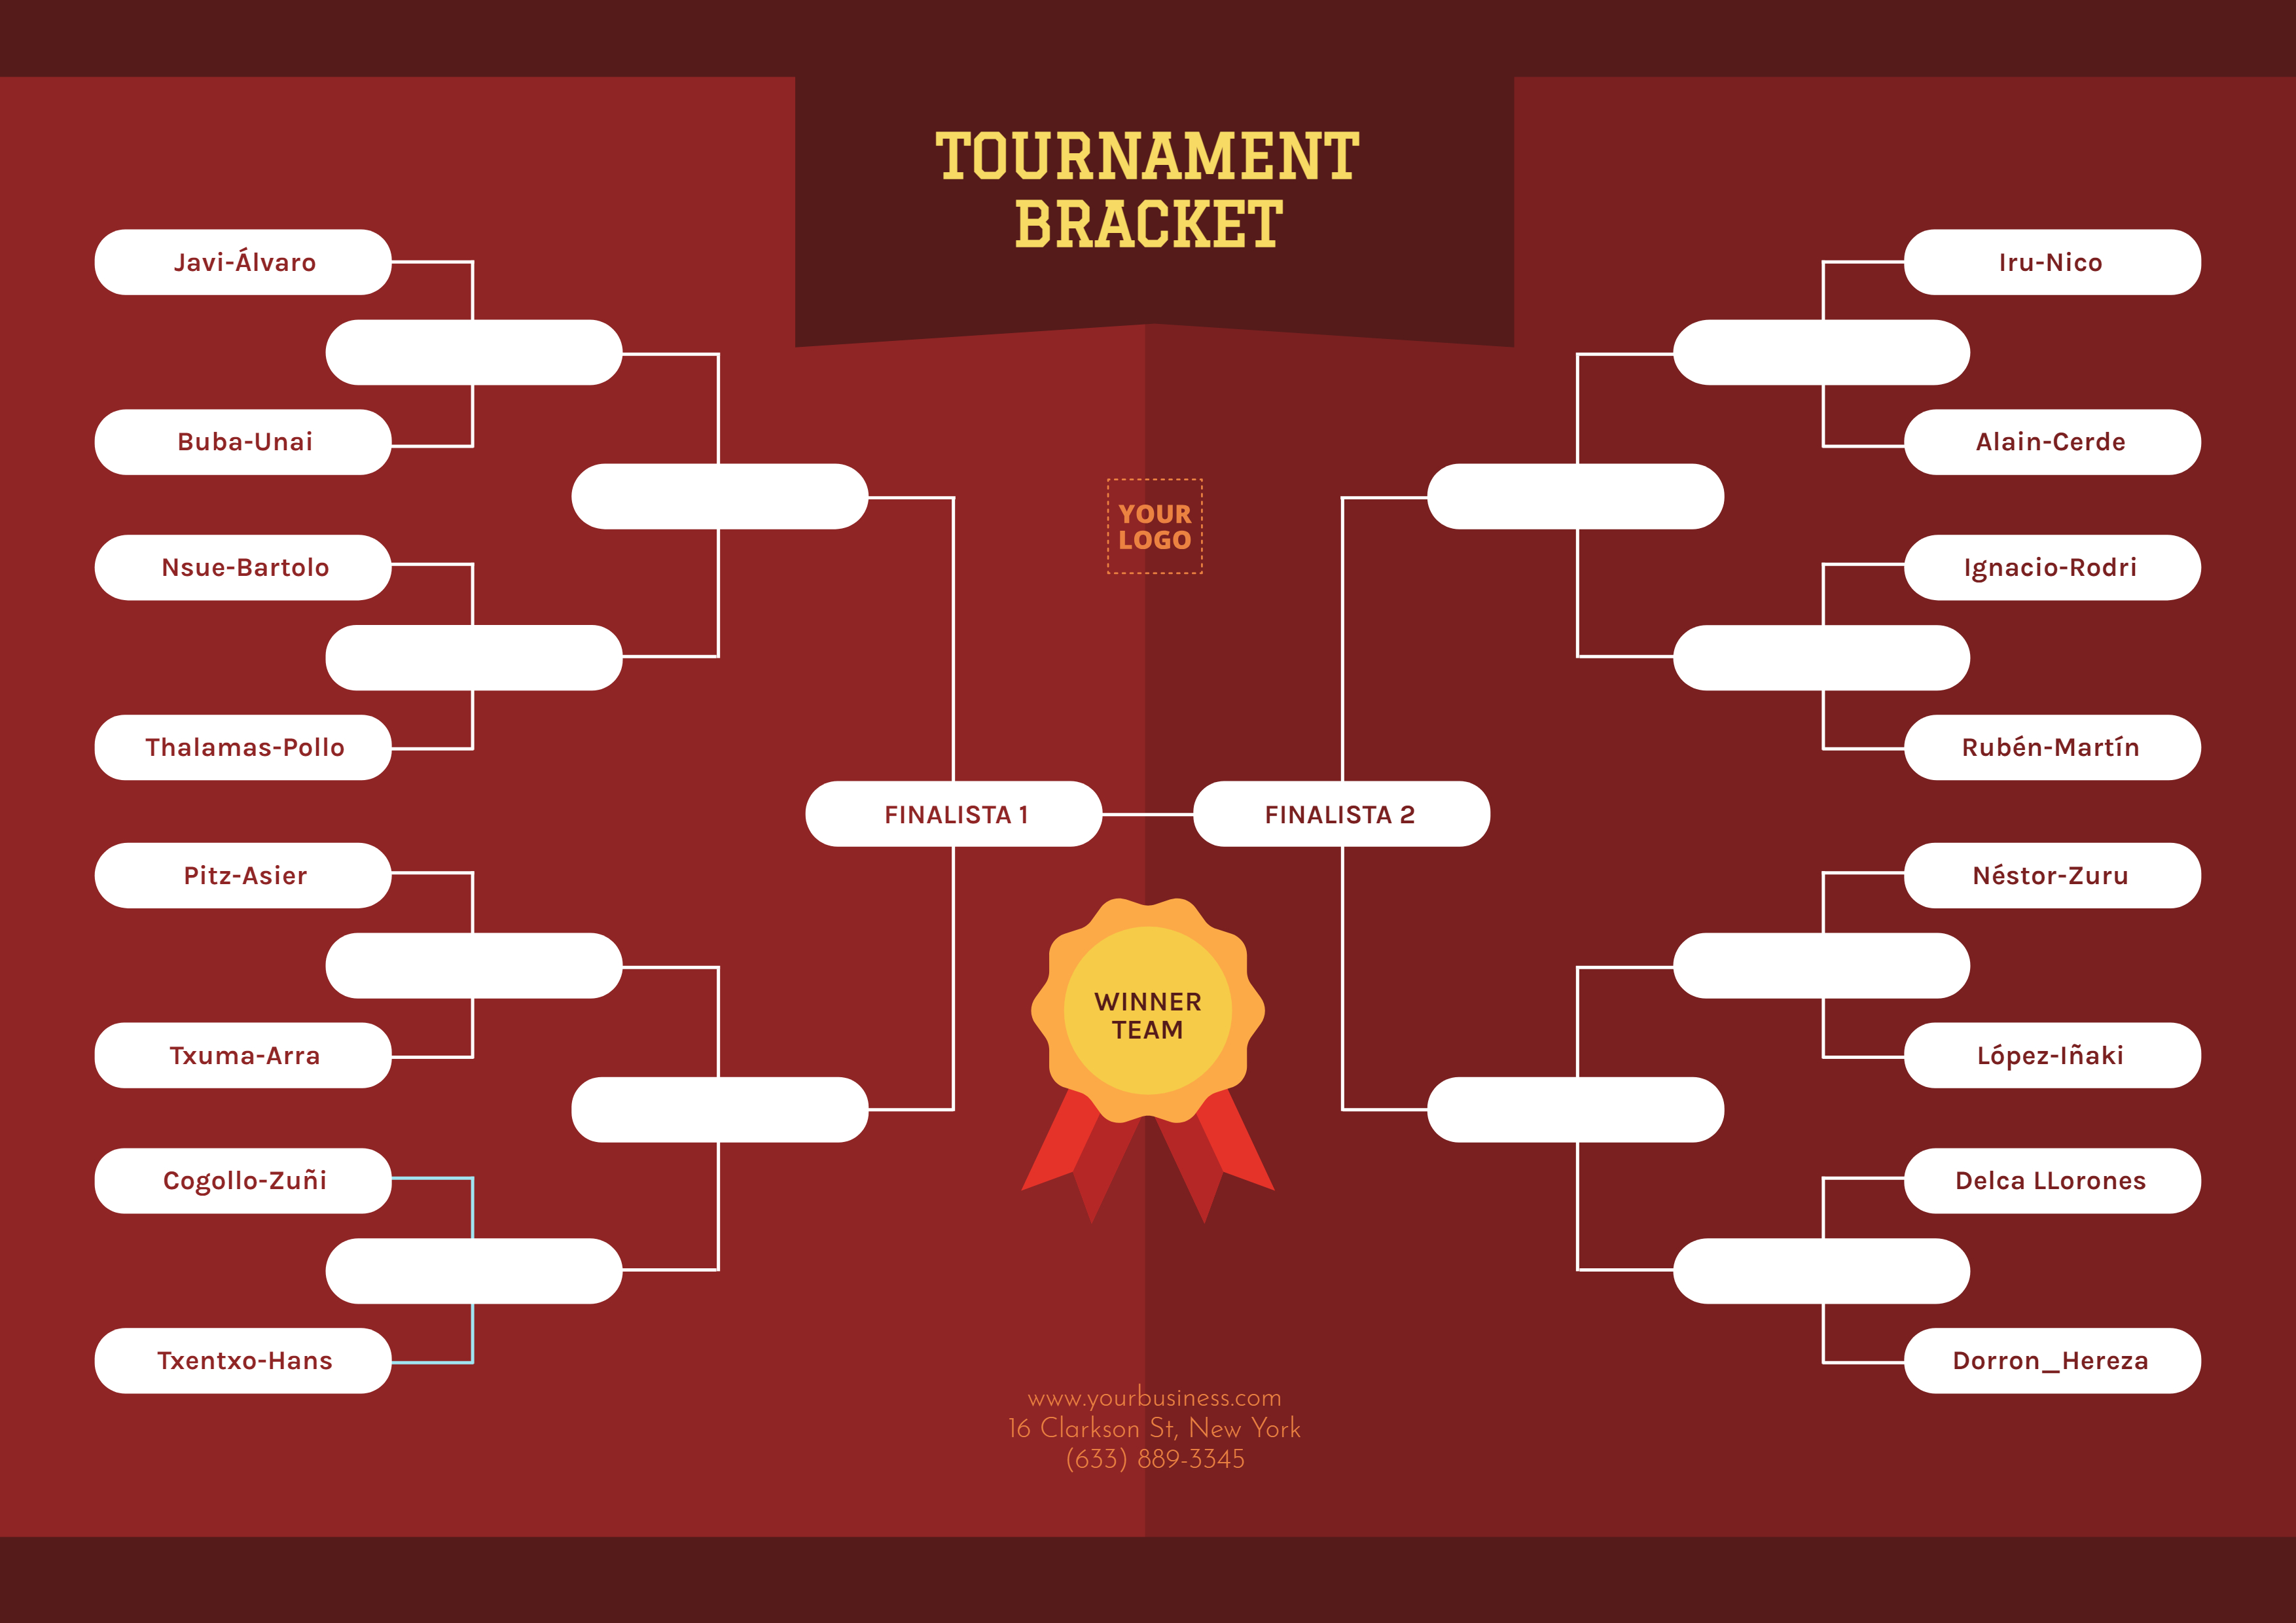 TOURNAMENT
BRACKET
Javi-Álvaro
Buba-Unai
Nsue-Bartolo
Thalamas-Pollo
Pitz-Asier
Txuma-Arra
Cogollo-Zuñi
Txentxo-Hans
YOUR
LOGO
FINALISTA 1
FINALISTA 2
WINNER
TEAM
Iru-Nico
Alain-Cerde
Ignacio-Rodri
Rubén-Martín
Néstor-Zuru
López-Iñaki
Delca LLorones
Dorron_Hereza
www.yourbusiness.com
16 Clarkson St, New York
(633) 889-3345